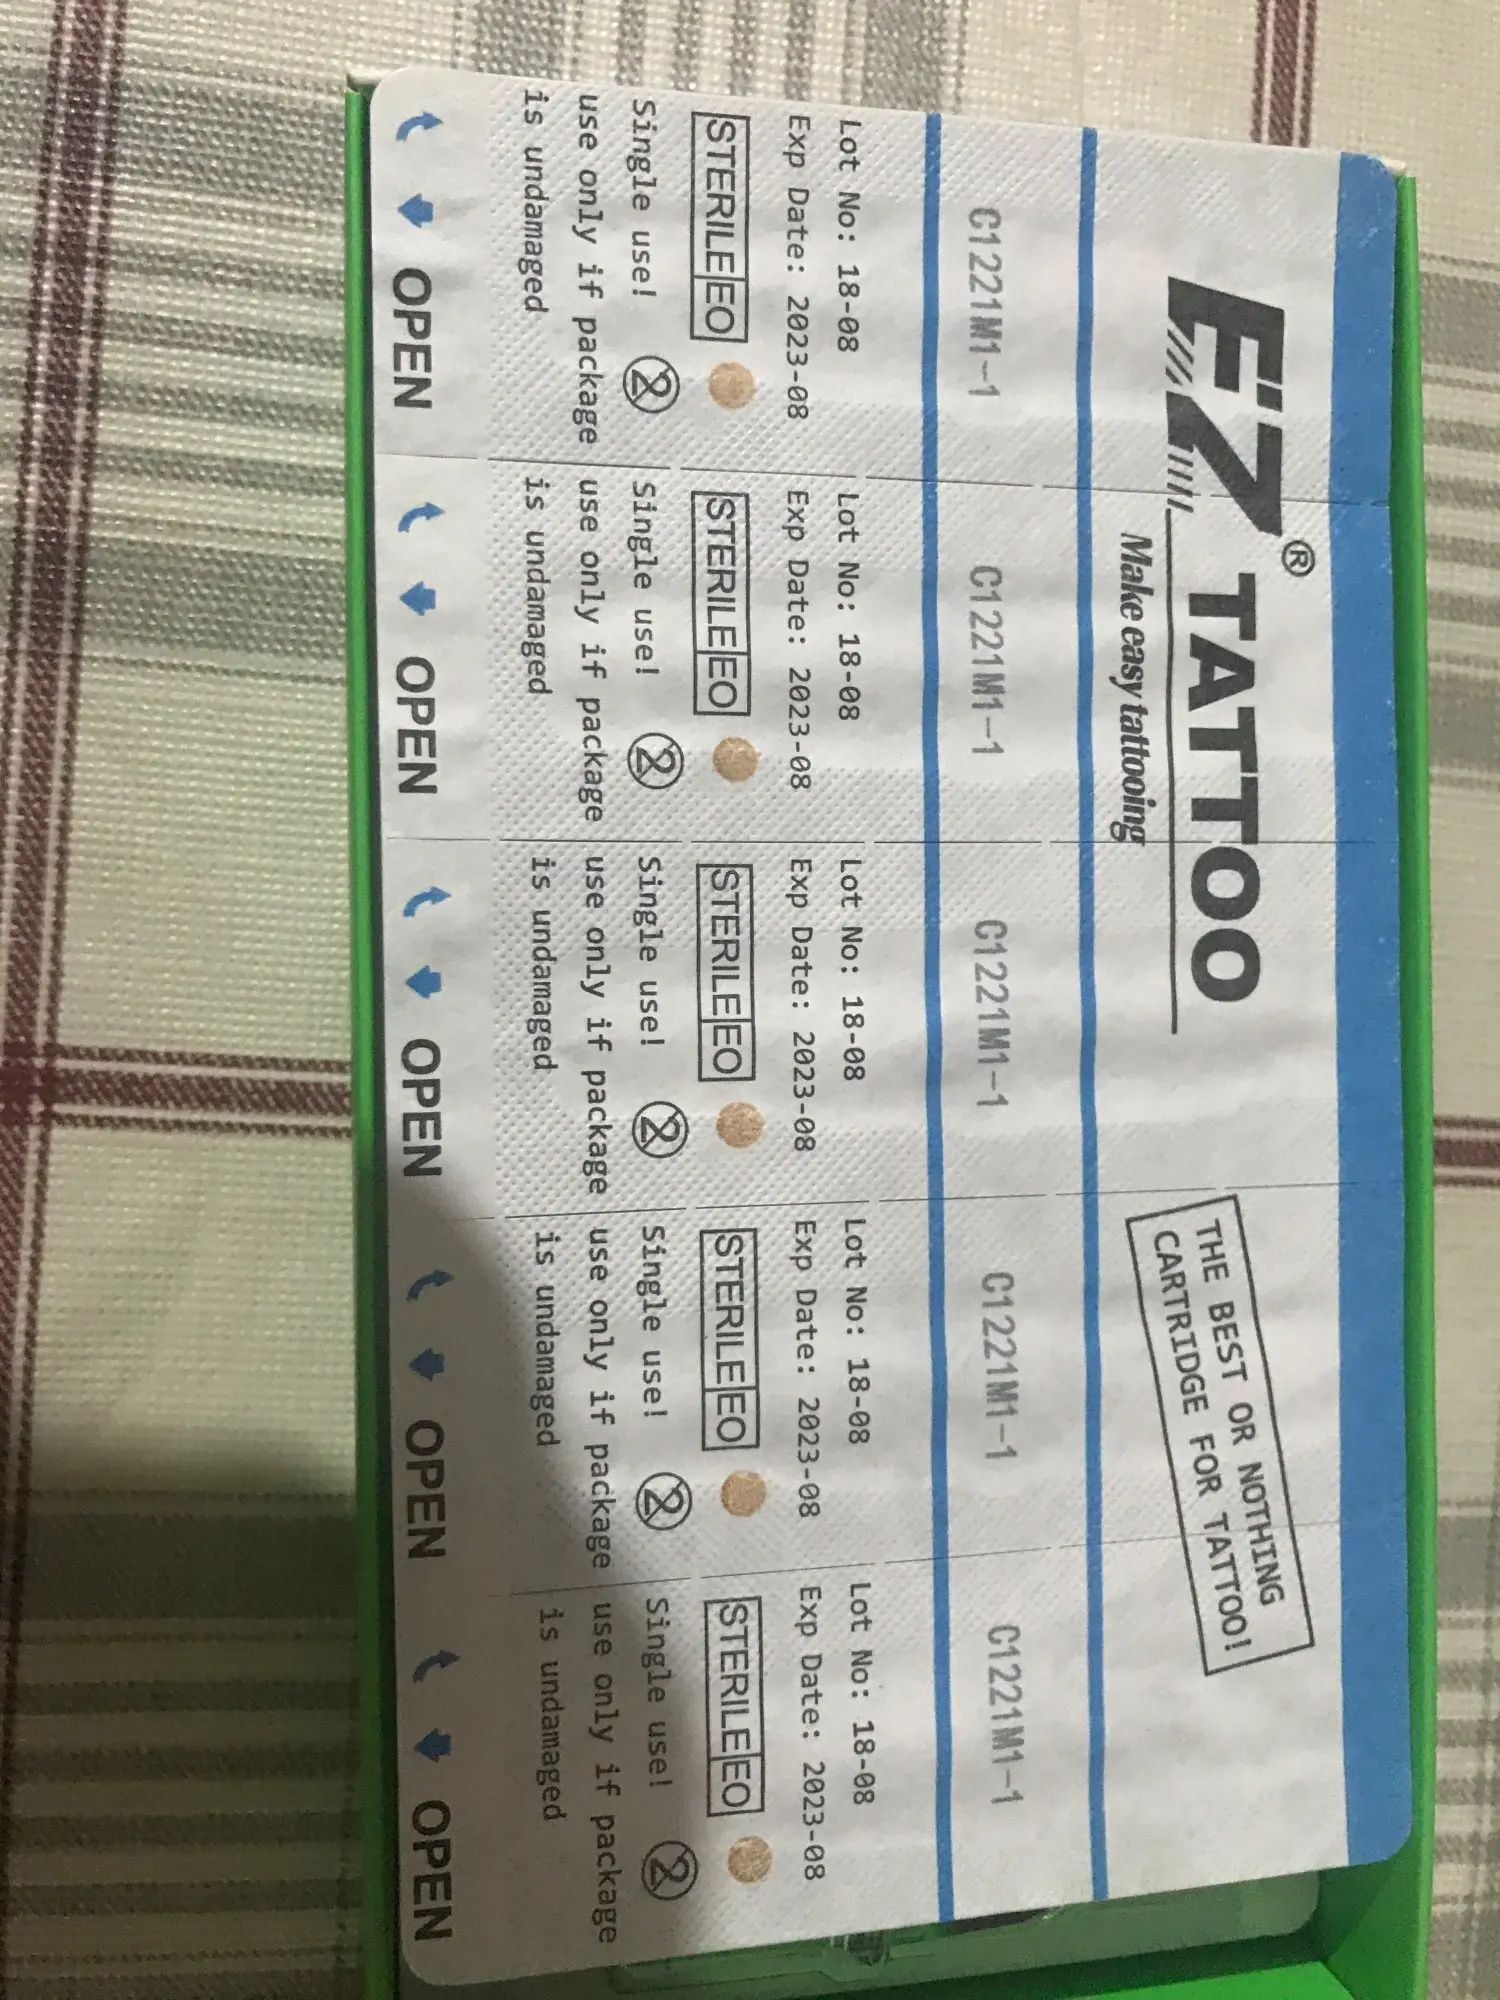 EZ® TATTOO
Make easy tattooing
THE BEST OR NOTHING
CARTRIDGE FOR TATTOO!
C1221M1-1
C1221M1-1
C1221M1-1
C1221M1-1
C1221M1-1
Lot No: 18-08
Exp Date: 2023-08
STERILE EO
Single use!
2
use only if package
is undamaged
OPEN
Lot No: 18-08
Exp Date: 2023-08
STERILE EO
Single use!
2
use only if package
is undamaged
OPEN
Lot No: 18-08
Exp Date: 2023-08
STERILE EO
Single use!
2
use only if package
is undamaged
OPEN
Lot No: 18-08
Exp Date: 2023-08
STERILE EO
Single use!
2
use only if package
is undamaged
OPEN
Lot No: 18-08
Exp Date: 2023-08
STERILE EO
Single use!
2
use only if package
is undamaged
OPEN